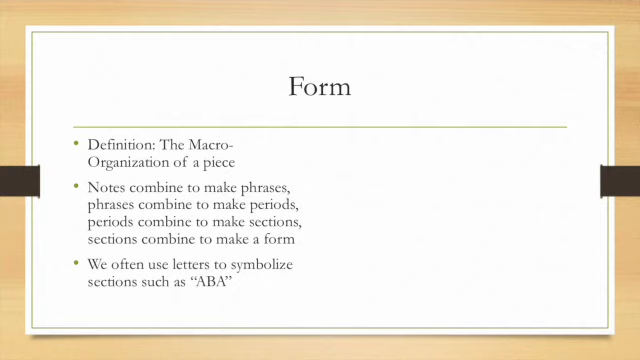 Form
• Definition: The Macro-
Organization of a piece
• Notes combine to make phrases,
phrases combine to make periods,
periods combine to make sections,
sections combine to make a form
• We often use letters to symbolize
sections such as “ABA”